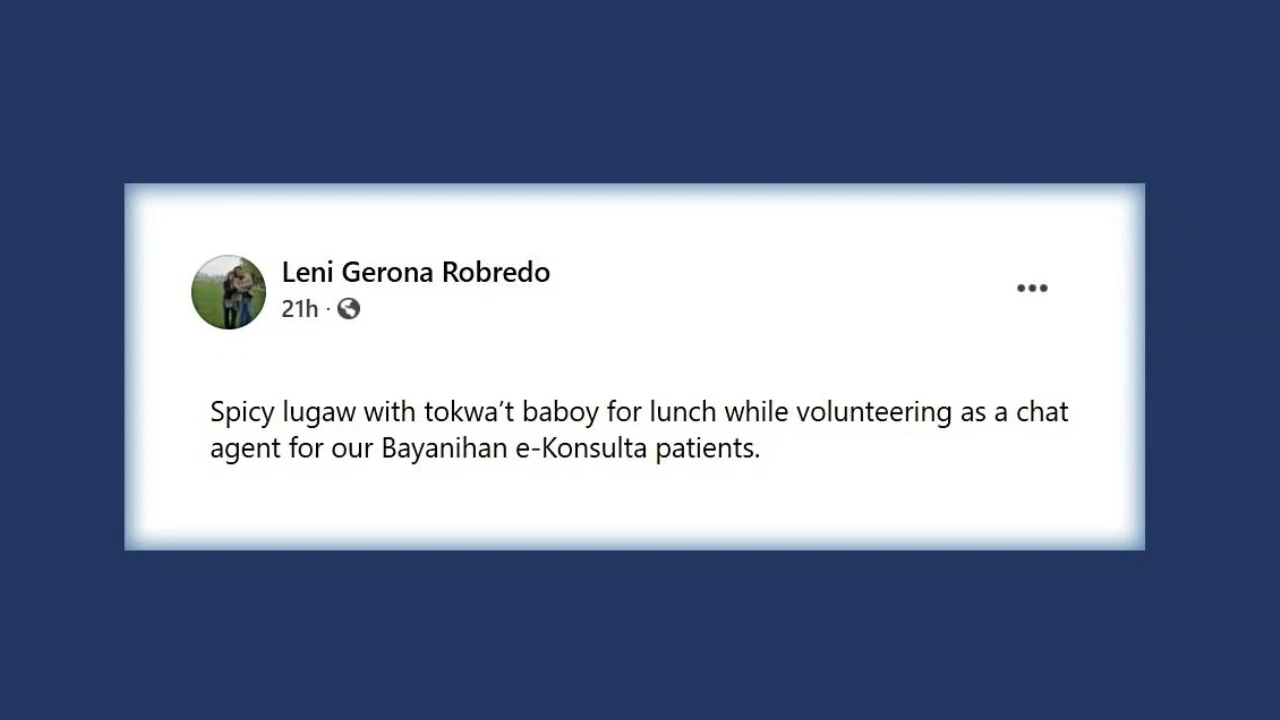 Leni Gerona Robredo
21h ·
Spicy lugaw with tokwa’t baboy for lunch while volunteering as a chat
agent for our Bayanihan e-Konsulta patients.